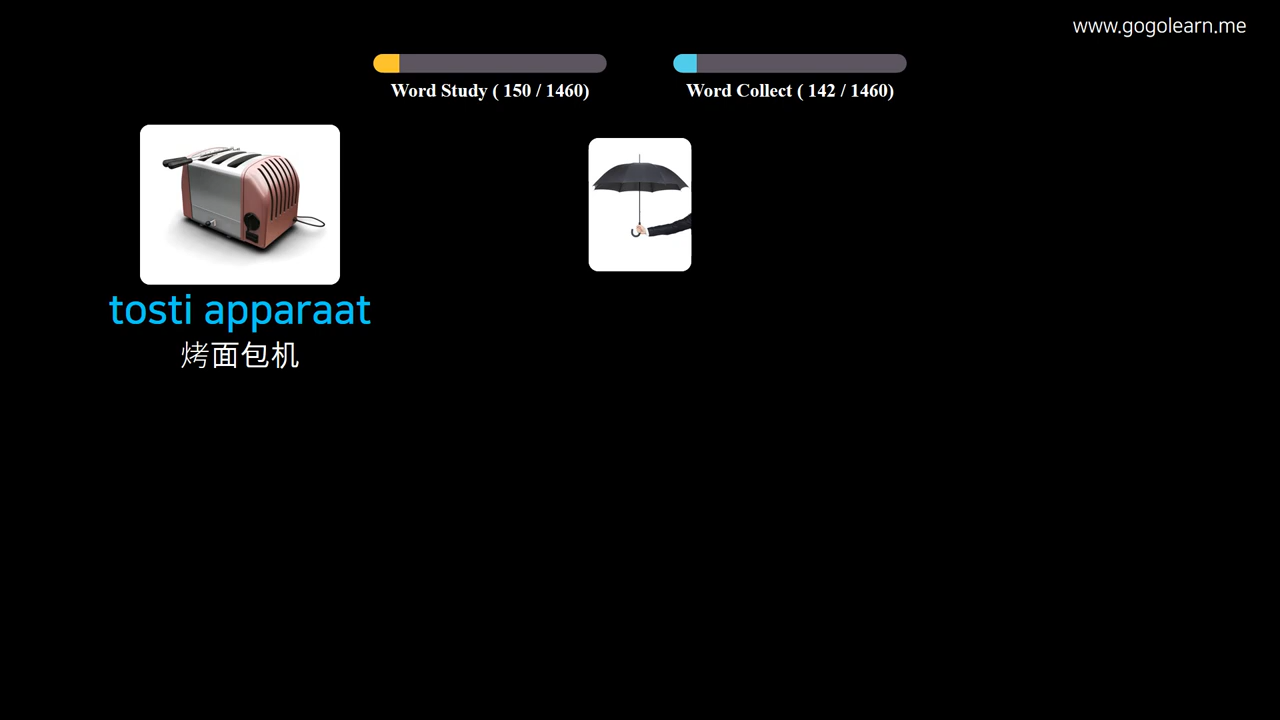 www.gogolearn.me
Word Study ( 150 / 1460)
Word Collect ( 142 / 1460)
tosti apparaat
烤面包机